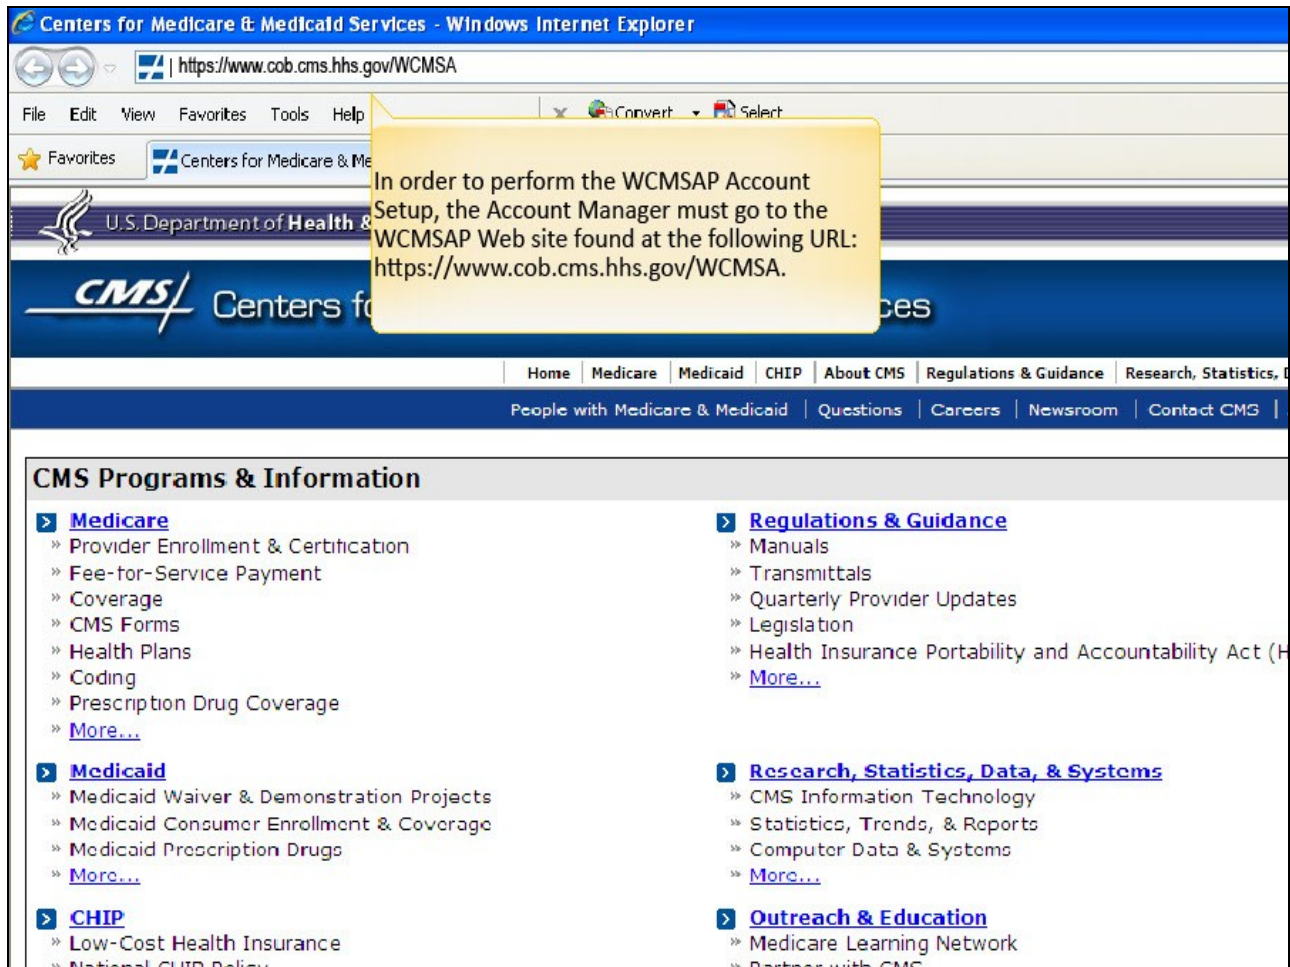 Centers for Medicare & Medicaid Services - Windows Internet Explorer
https://www.cob.cms.hhs.gov/WCMSA
File Edit View Favorites Tools Help Convert Select
Favorites Centers for Medicare & Me
In order to perform the WCMSAP Account
Setup, the Account Manager must go to the
WCMSAP Web site found at the following URL:
https://www.cob.cms.hhs.gov/WCMSA.
U.S. Department of Health &
CMS Centers fo ces
Home Medicare Medicaid CHIP About CMS Regulations & Guidance Research, Statistics,
People with Medicare & Medicaid Questions Careers Newsroom Contact CMS
CMS Programs & Information
Medicare
» Provider Enrollment & Certification
» Fee-for-Service Payment
» Coverage
» CMS Forms
» Health Plans
» Coding
» Prescription Drug Coverage
» More...
Regulations & Guidance
» Manuals
» Transmittals
» Quarterly Provider Updates
» Legislation
» Health Insurance Portability and Accountability Act (H
» More...
Medicaid
» Medicaid Waiver & Demonstration Projects
» Medicaid Consumer Enrollment & Coverage
» Medicaid Prescription Drugs
» More...
Research, Statistics, Data, & Systems
» CMS Information Technology
» Statistics, Trends, & Reports
» Computer Data & Systems
» More...
CHIP
» Low-Cost Health Insurance
» National CHIP Policy
Outreach & Education
» Medicare Learning Network
» Partner with CMS